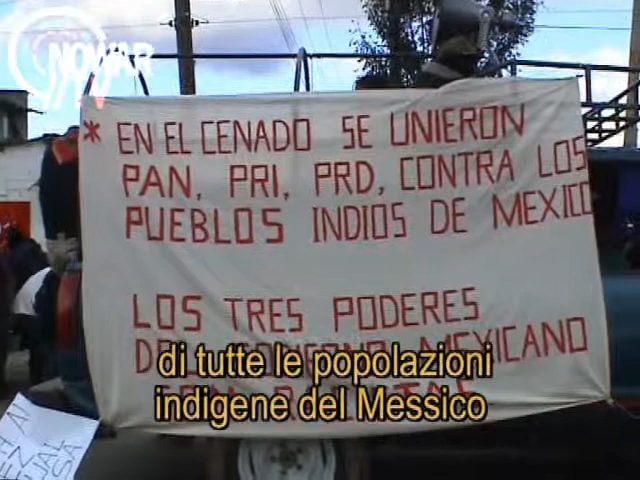 NOWAR
* EN EL CENADO SE UNIERON
PAN, PRI, PRD, CONTRA LOS
PUEBLOS INDIOS DE MEXICO
LOS TRES PODERES
MEXICANO
di tutte le popolazioni
indigene del Messico